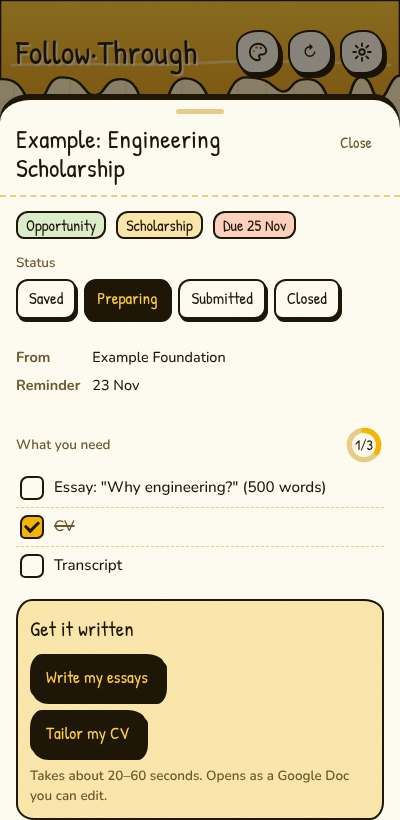 Follow·Through
Example: Engineering
Scholarship
Close
Opportunity
Scholarship
Due 25 Nov
Status
Saved
Preparing
Submitted
Closed
From Example Foundation
Reminder 23 Nov
What you need
1/3
Essay: "Why engineering?" (500 words)
CV
Transcript
Get it written
Write my essays
Tailor my CV
Takes about 20–60 seconds. Opens as a Google Doc
you can edit.